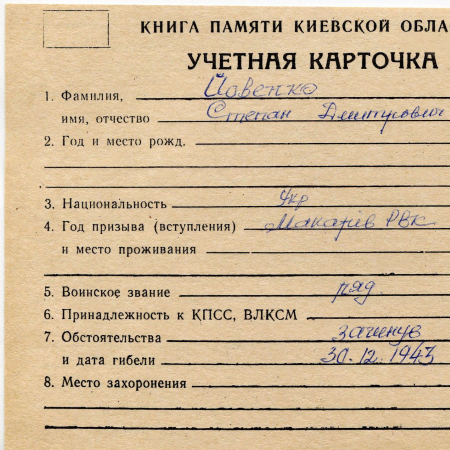 КНИГА ПАМЯТИ КИЕВСКОЙ ОБЛА
УЧЕТНАЯ КАРТОЧКА
1. Фамилия, Йовенко
имя, отчество Степан Дмитрович
2. Год и место рожд.
3. Национальность Укр
4. Год призыва (вступления) Макарів РВК
и место проживания
5. Воинское звание ряд.
6. Принадлежность к КПСС, ВЛКСМ
7. Обстоятельства загинув
и дата гибели 30.12.1943
8. Место захоронения